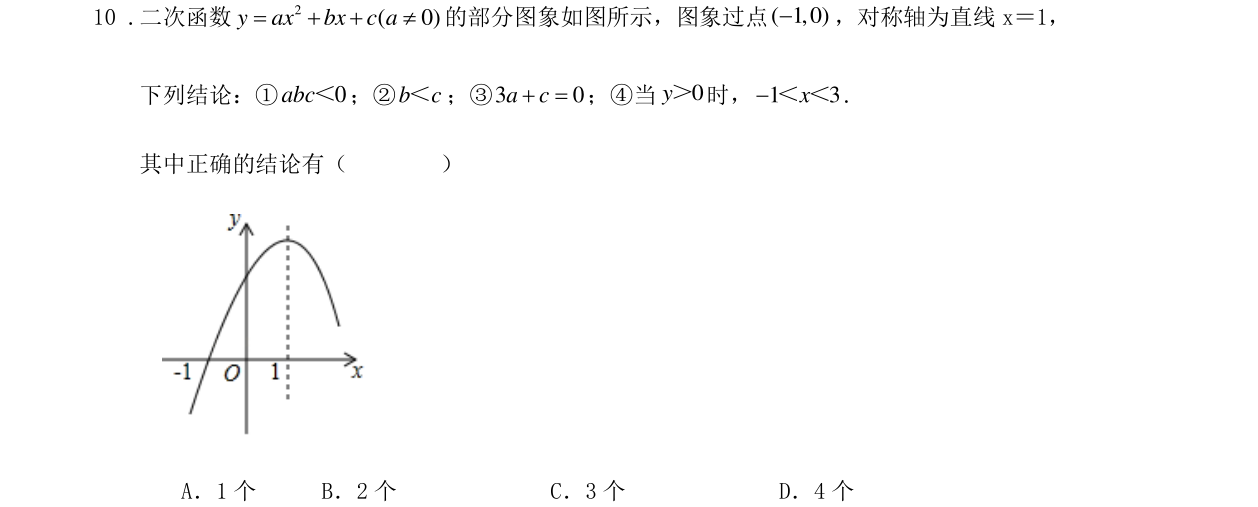 10 .二次函数 y = ax² + bx + c(a ≠ 0) 的部分图象如图所示，图象过点(−1,0)，对称轴为直线 x＝1，
下列结论：①abc<0；②b<c；③3a + c = 0；④当 y>0时，−1<x<3.
其中正确的结论有（　　）
y
-1 O 1 x
A．1 个 B．2 个 C．3 个 D．4 个